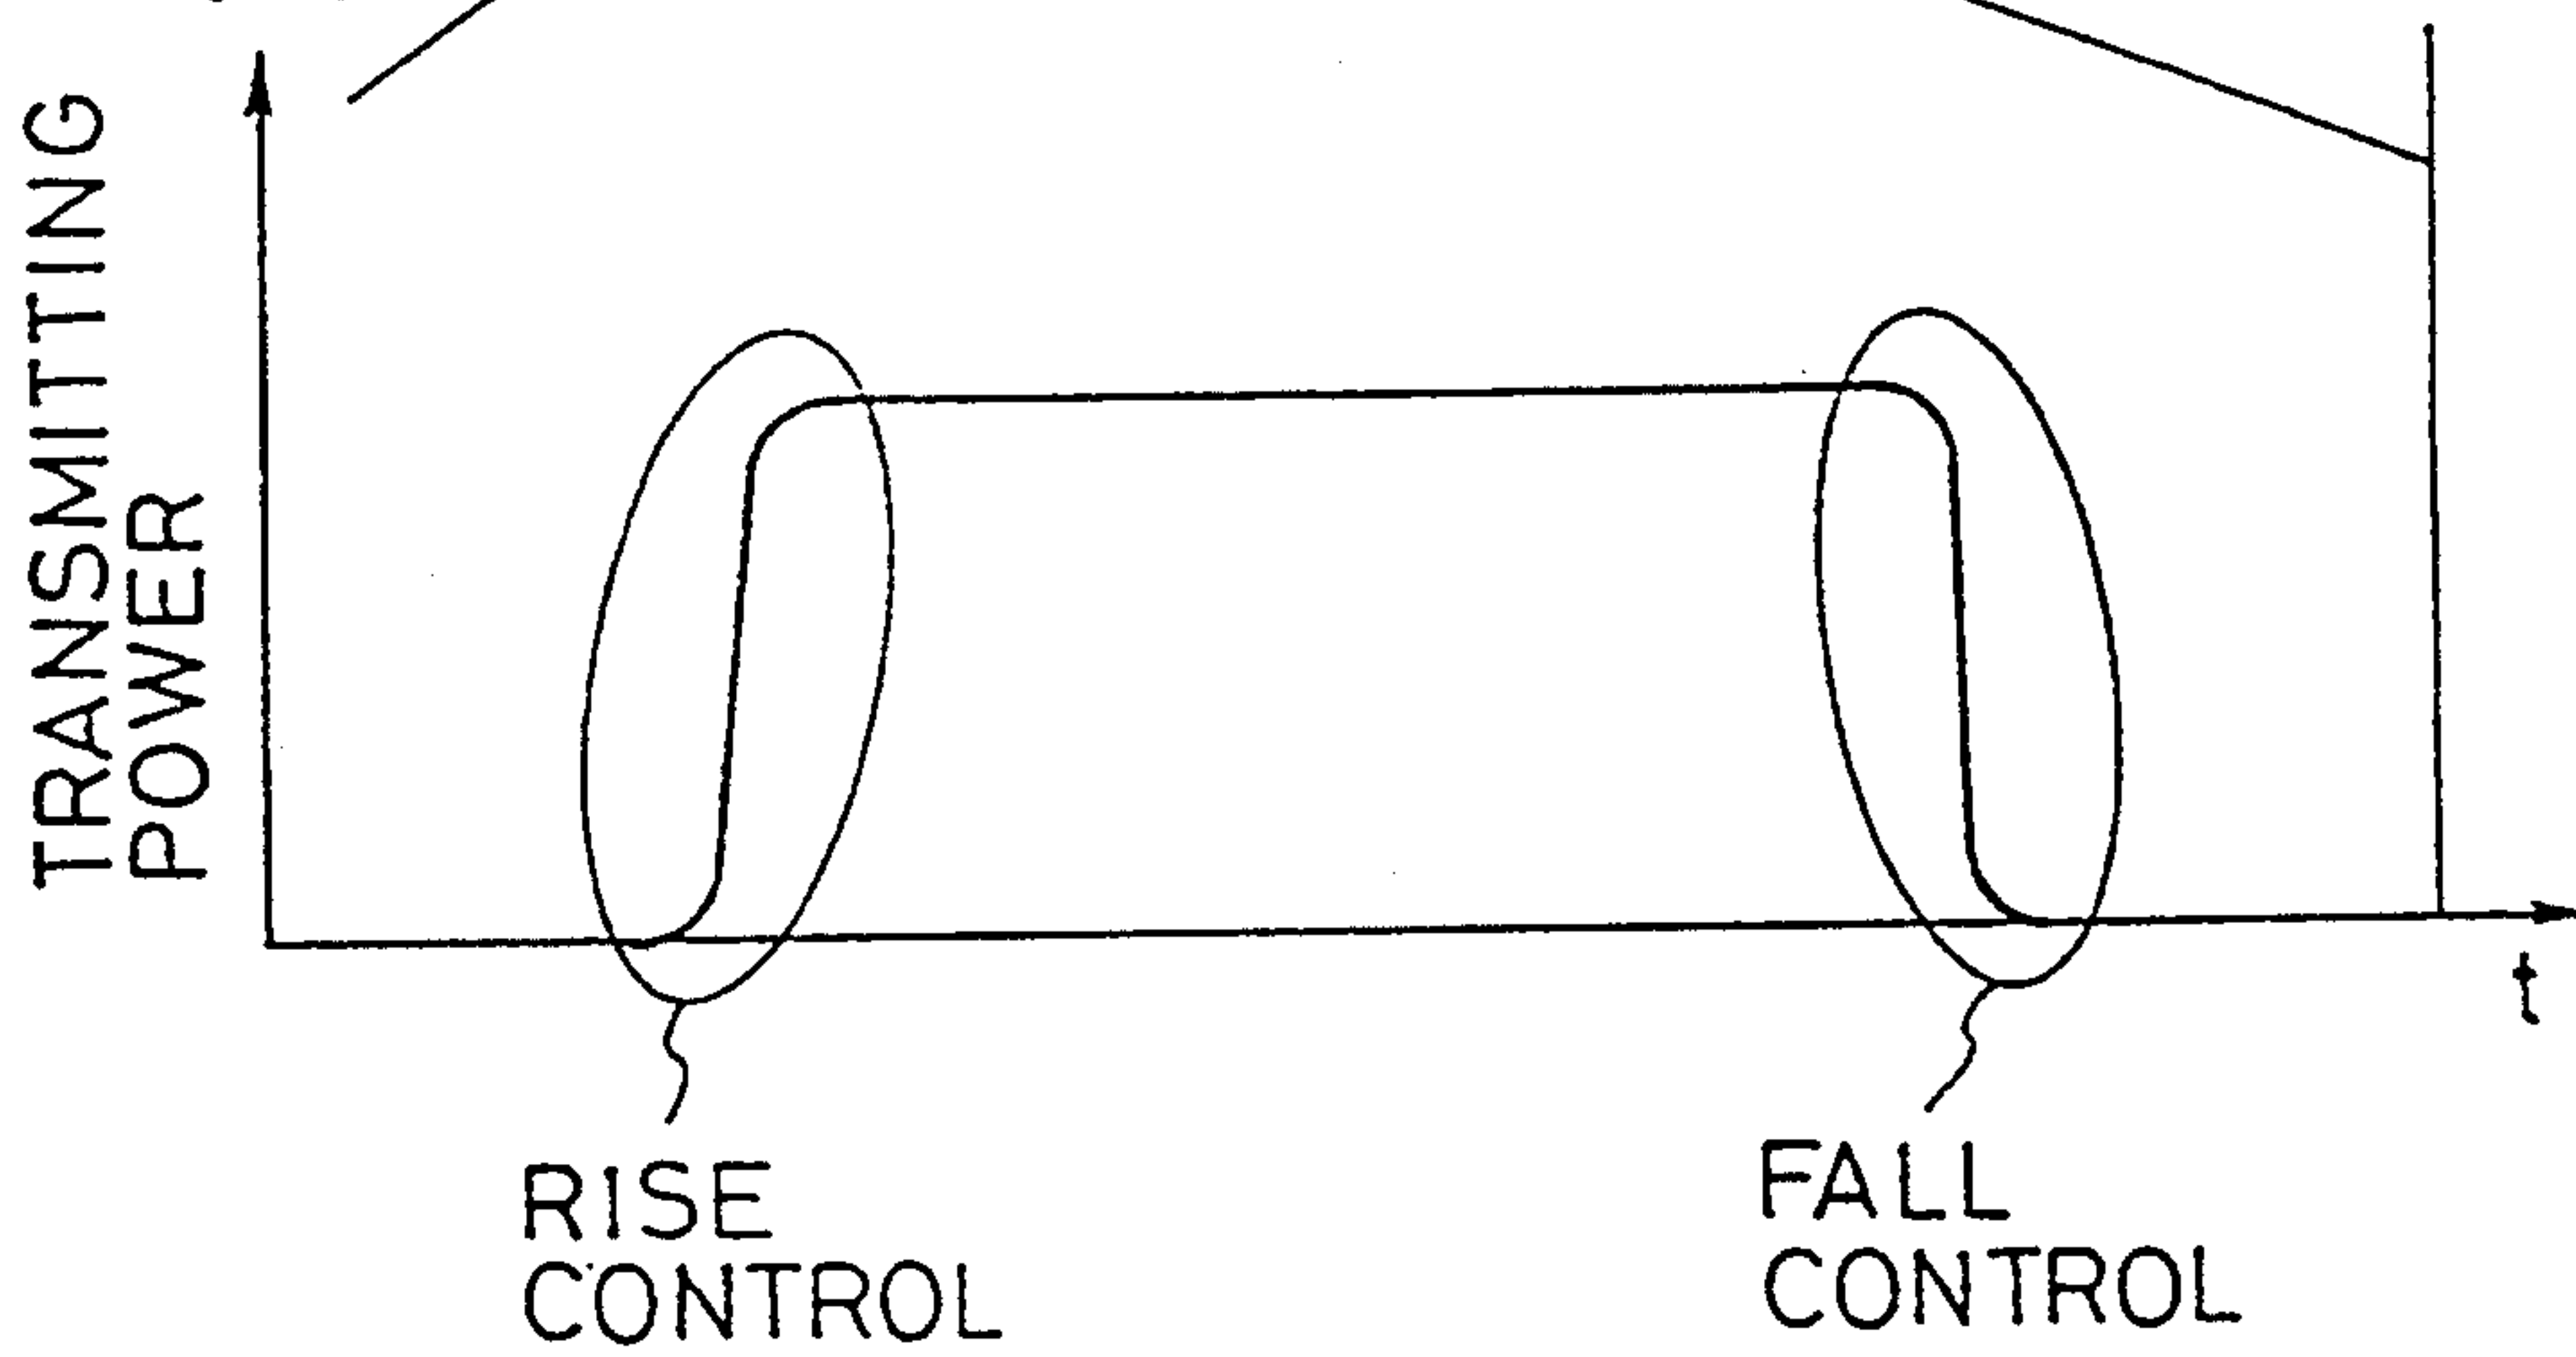 TRANSMITTING
POWER
t
RISE
CONTROL
FALL
CONTROL